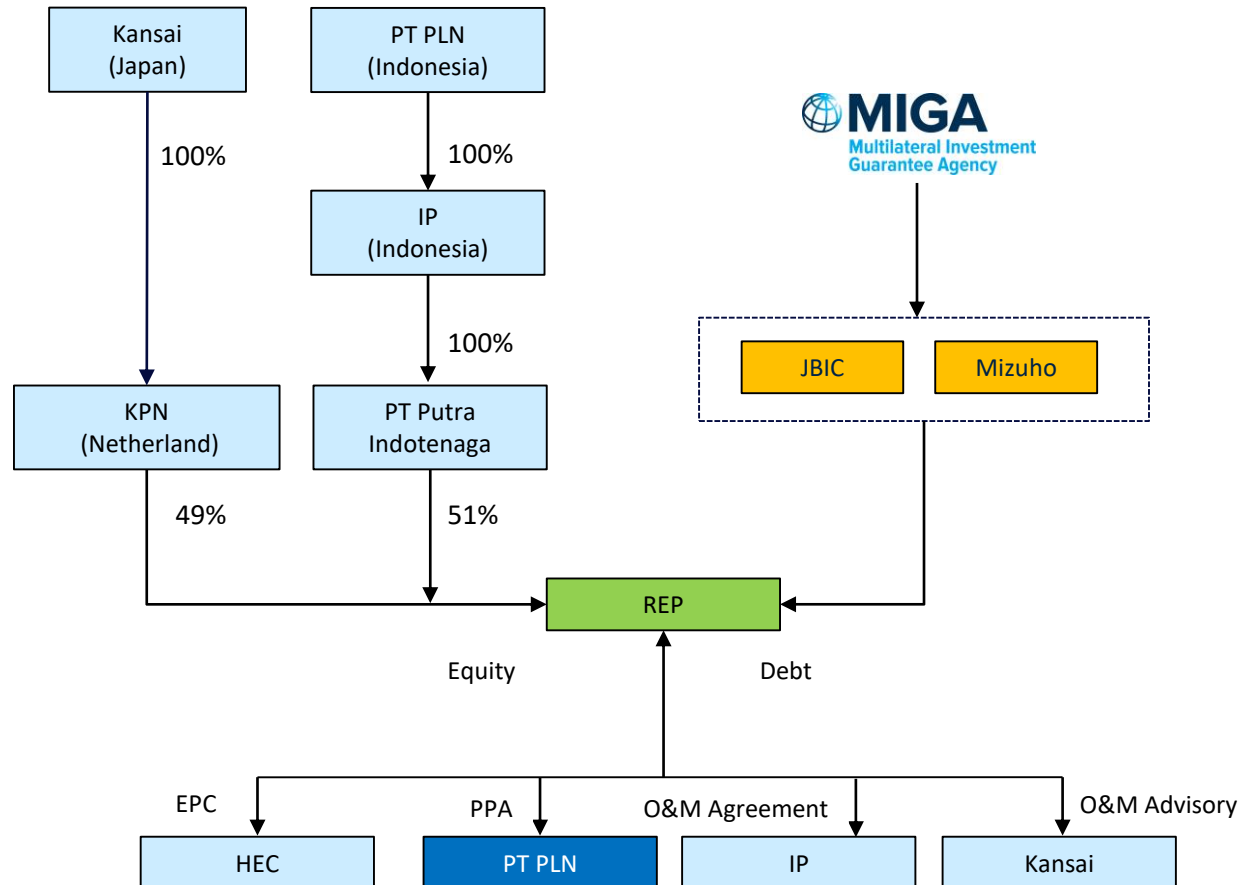 Kansai
(Japan)
PT PLN
(Indonesia)
MIGA
Multilateral Investment
Guarantee Agency
100%
100%
IP
(Indonesia)
100%
JBIC
Mizuho
KPN
(Netherland)
PT Putra
Indotenaga
49%
51%
REP
Equity
Debt
EPC
PPA
O&M Agreement
O&M Advisory
HEC
PT PLN
IP
Kansai